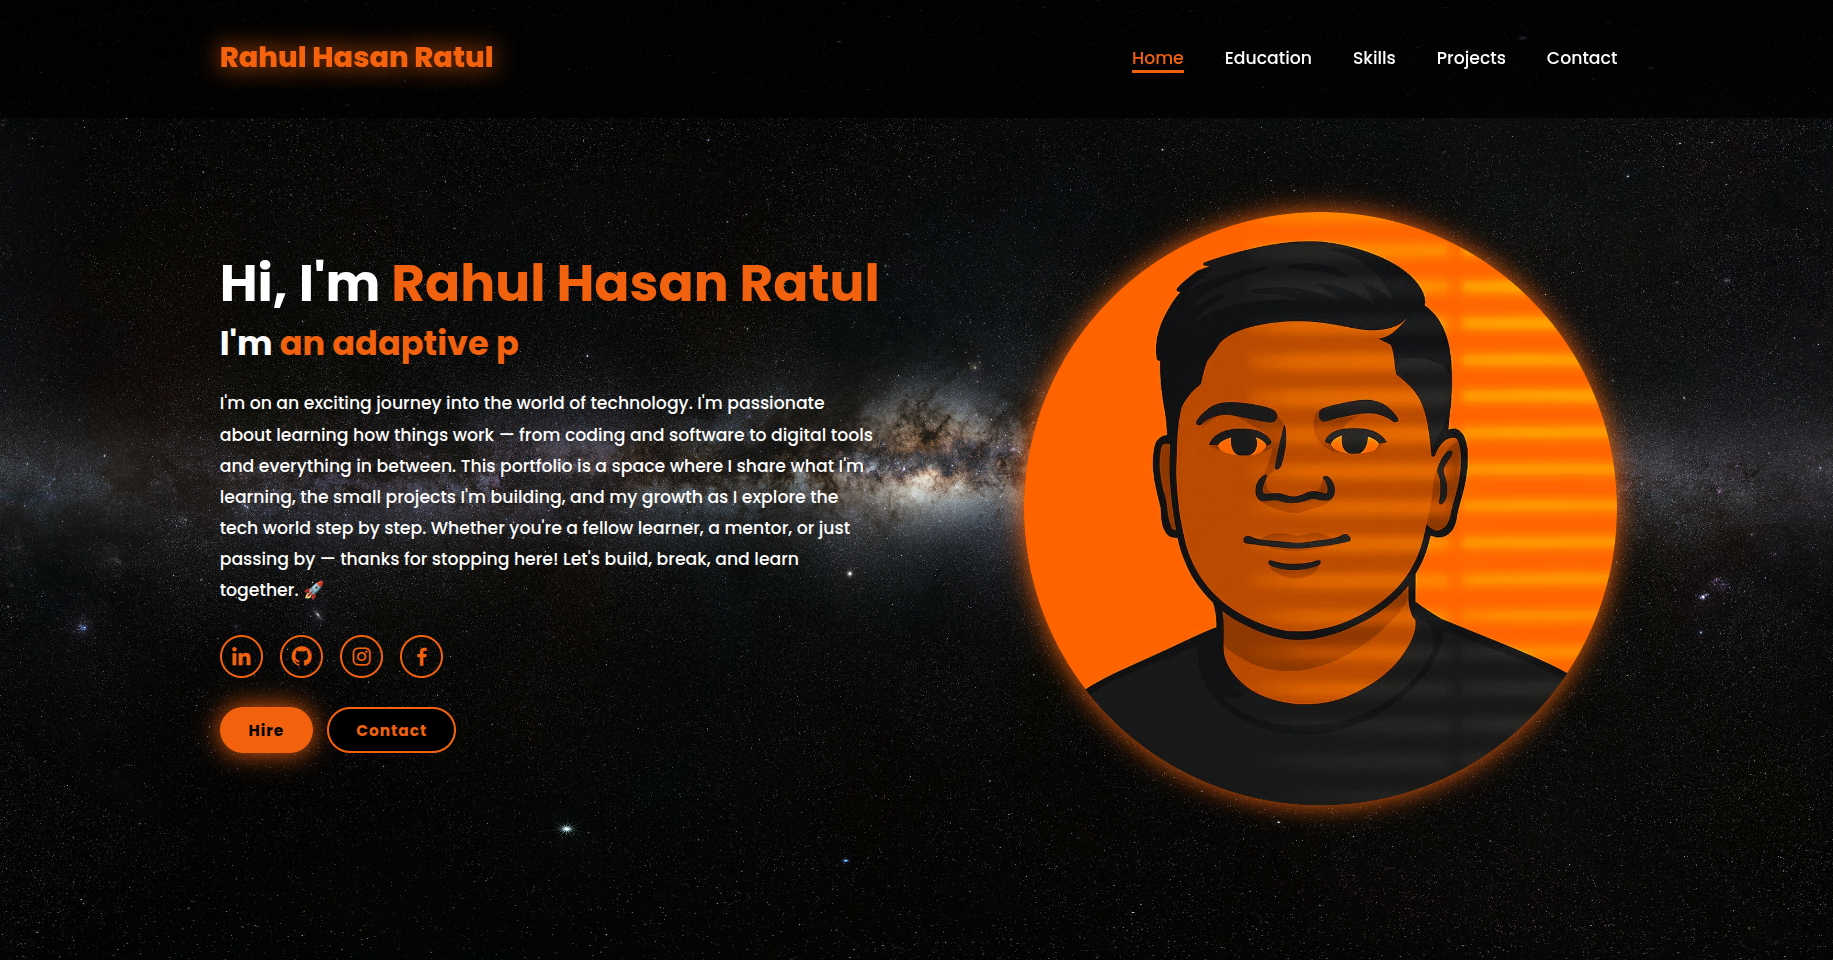 Rahul Hasan Ratul
Home Education Skills Projects Contact
Hi, I'm Rahul Hasan Ratul
I'm an adaptive p
I'm on an exciting journey into the world of technology. I'm passionate
about learning how things work — from coding and software to digital tools
and everything in between. This portfolio is a space where I share what I'm
learning, the small projects I'm building, and my growth as I explore the
tech world step by step. Whether you're a fellow learner, a mentor, or just
passing by — thanks for stopping here! Let's build, break, and learn
together. 🚀
Hire Contact